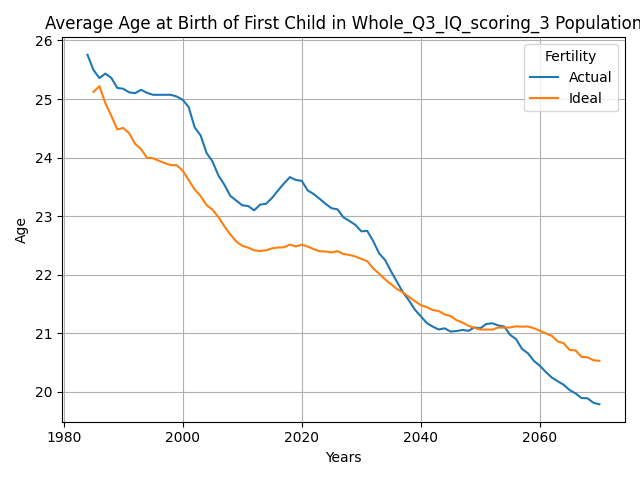 Average Age at Birth of First Child in Whole_Q3_IQ_scoring_3 Population
Fertility
Actual
Ideal
26
25
24
23
22
21
20
Age
1980
2000
2020
2040
2060
Years